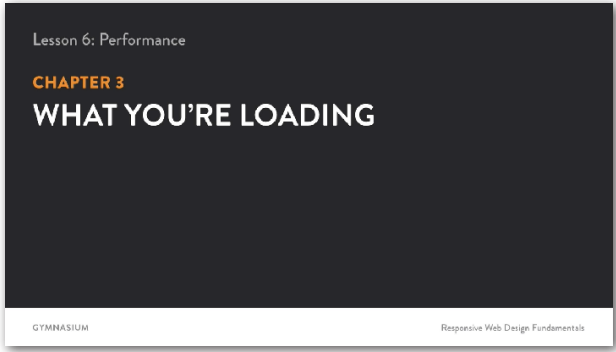 Lesson 6: Performance
CHAPTER 3
WHAT YOU’RE LOADING
GYMNASIUM
Responsive Web Design Fundamentals